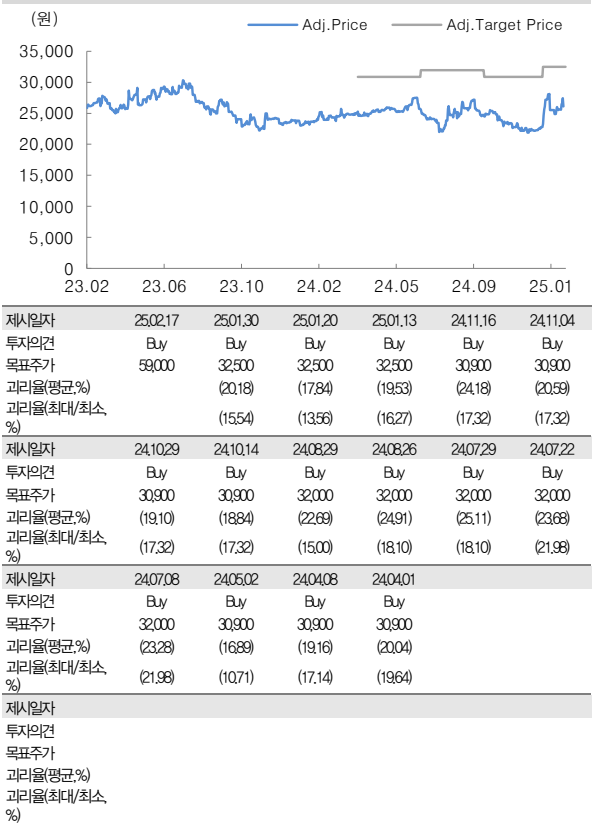 (원)
Adj.Price
Adj.Target Price
35,000
30,000
25,000
20,000
15,000
10,000
5,000
0
23.02 23.06 23.10 24.02 24.05 24.09 25.01
제시일자 25.02.17 25.01.30 25.01.20 25.01.13 24.11.16 24.11.04
투자의견 Buy Buy Buy Buy Buy Buy
목표주가 59,000 32,500 32,500 32,500 30,900 30,900
괴리율(평균,%) (20.18) (17.84) (19.53) (24.18) (20.59)
괴리율(최대/최소,
%) (15.54) (13.56) (16.27) (17.32) (17.32)
제시일자 24.10.29 24.10.14 24.08.29 24.08.26 24.07.29 24.07.22
투자의견 Buy Buy Buy Buy Buy Buy
목표주가 30,900 30,900 32,000 32,000 32,000 32,000
괴리율(평균,%) (19.10) (18.84) (22.69) (24.91) (25.11) (23.68)
괴리율(최대/최소,
%) (17.32) (17.32) (15.00) (18.10) (18.10) (21.98)
제시일자 24.07.08 24.05.02 24.04.08 24.04.01
투자의견 Buy Buy Buy Buy
목표주가 32,000 30,900 30,900 30,900
괴리율(평균,%) (23.28) (16.89) (19.16) (20.04)
괴리율(최대/최소,
%) (21.98) (10.71) (17.14) (19.64)
제시일자
투자의견
목표주가
괴리율(평균,%)
괴리율(최대/최소,
%)